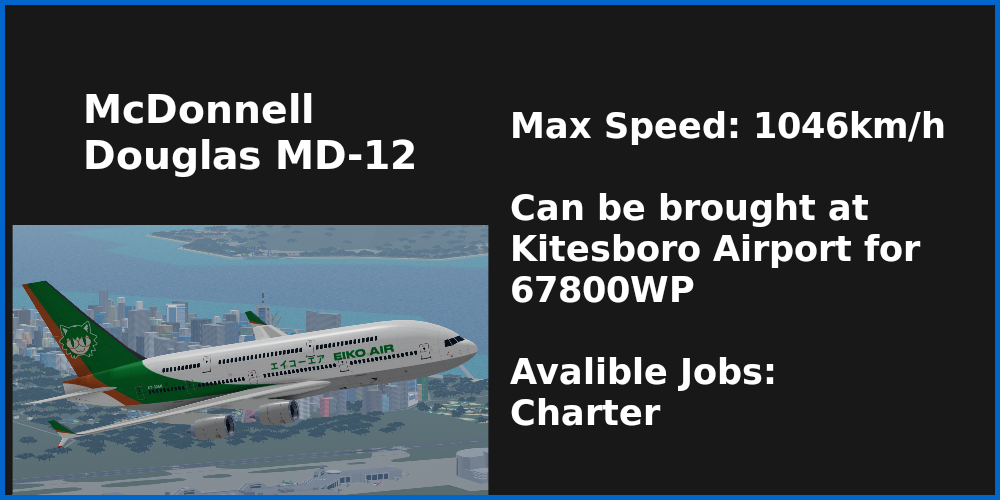 McDonnell
Douglas MD-12
Max Speed: 1046km/h
Can be brought at
Kitesboro Airport for
67800WP
Avalible Jobs:
Charter
エイコーエア EIKO AIR